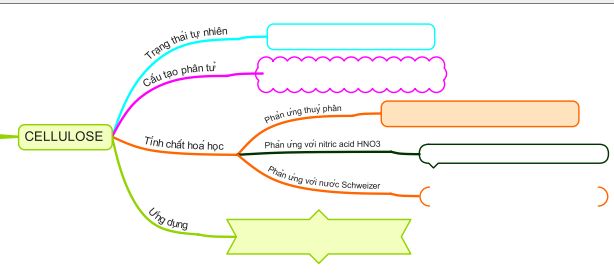 Trạng thái tự nhiên
Cấu tạo phân tử
CELLULOSE
Tính chất hoá học
Phản ứng thuỷ phân
Phản ứng với nitric acid HNO3
Phản ứng với nước Schweizer
Ứng dụng